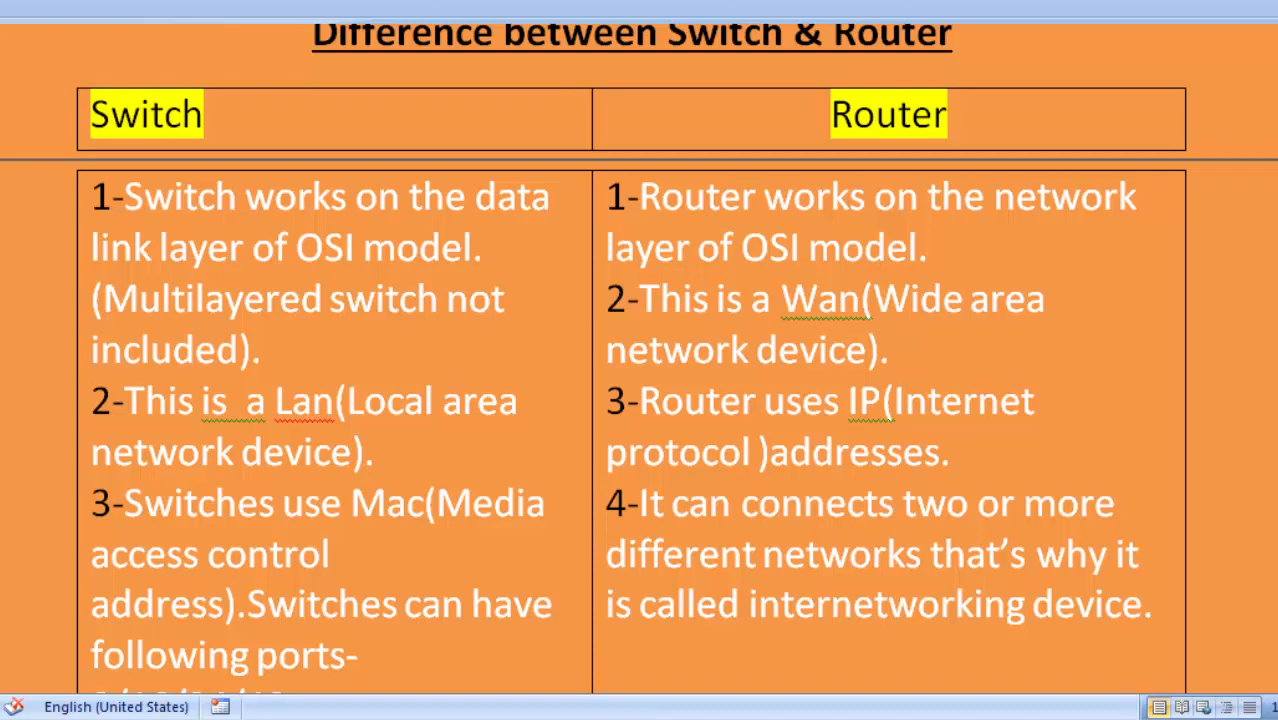 Difference between Switch & Router
Switch
Router
1-Switch works on the data
link layer of OSI model.
(Multilayered switch not
included).
2-This is  a Lan(Local area
network device).
3-Switches use Mac(Media
access control
address).Switches can have
following ports-
1-Router works on the network
layer of OSI model.
2-This is a Wan(Wide area
network device).
3-Router uses IP(Internet
protocol )addresses.
4-It can connects two or more
different networks that’s why it
is called internetworking device.
English (United States)
1